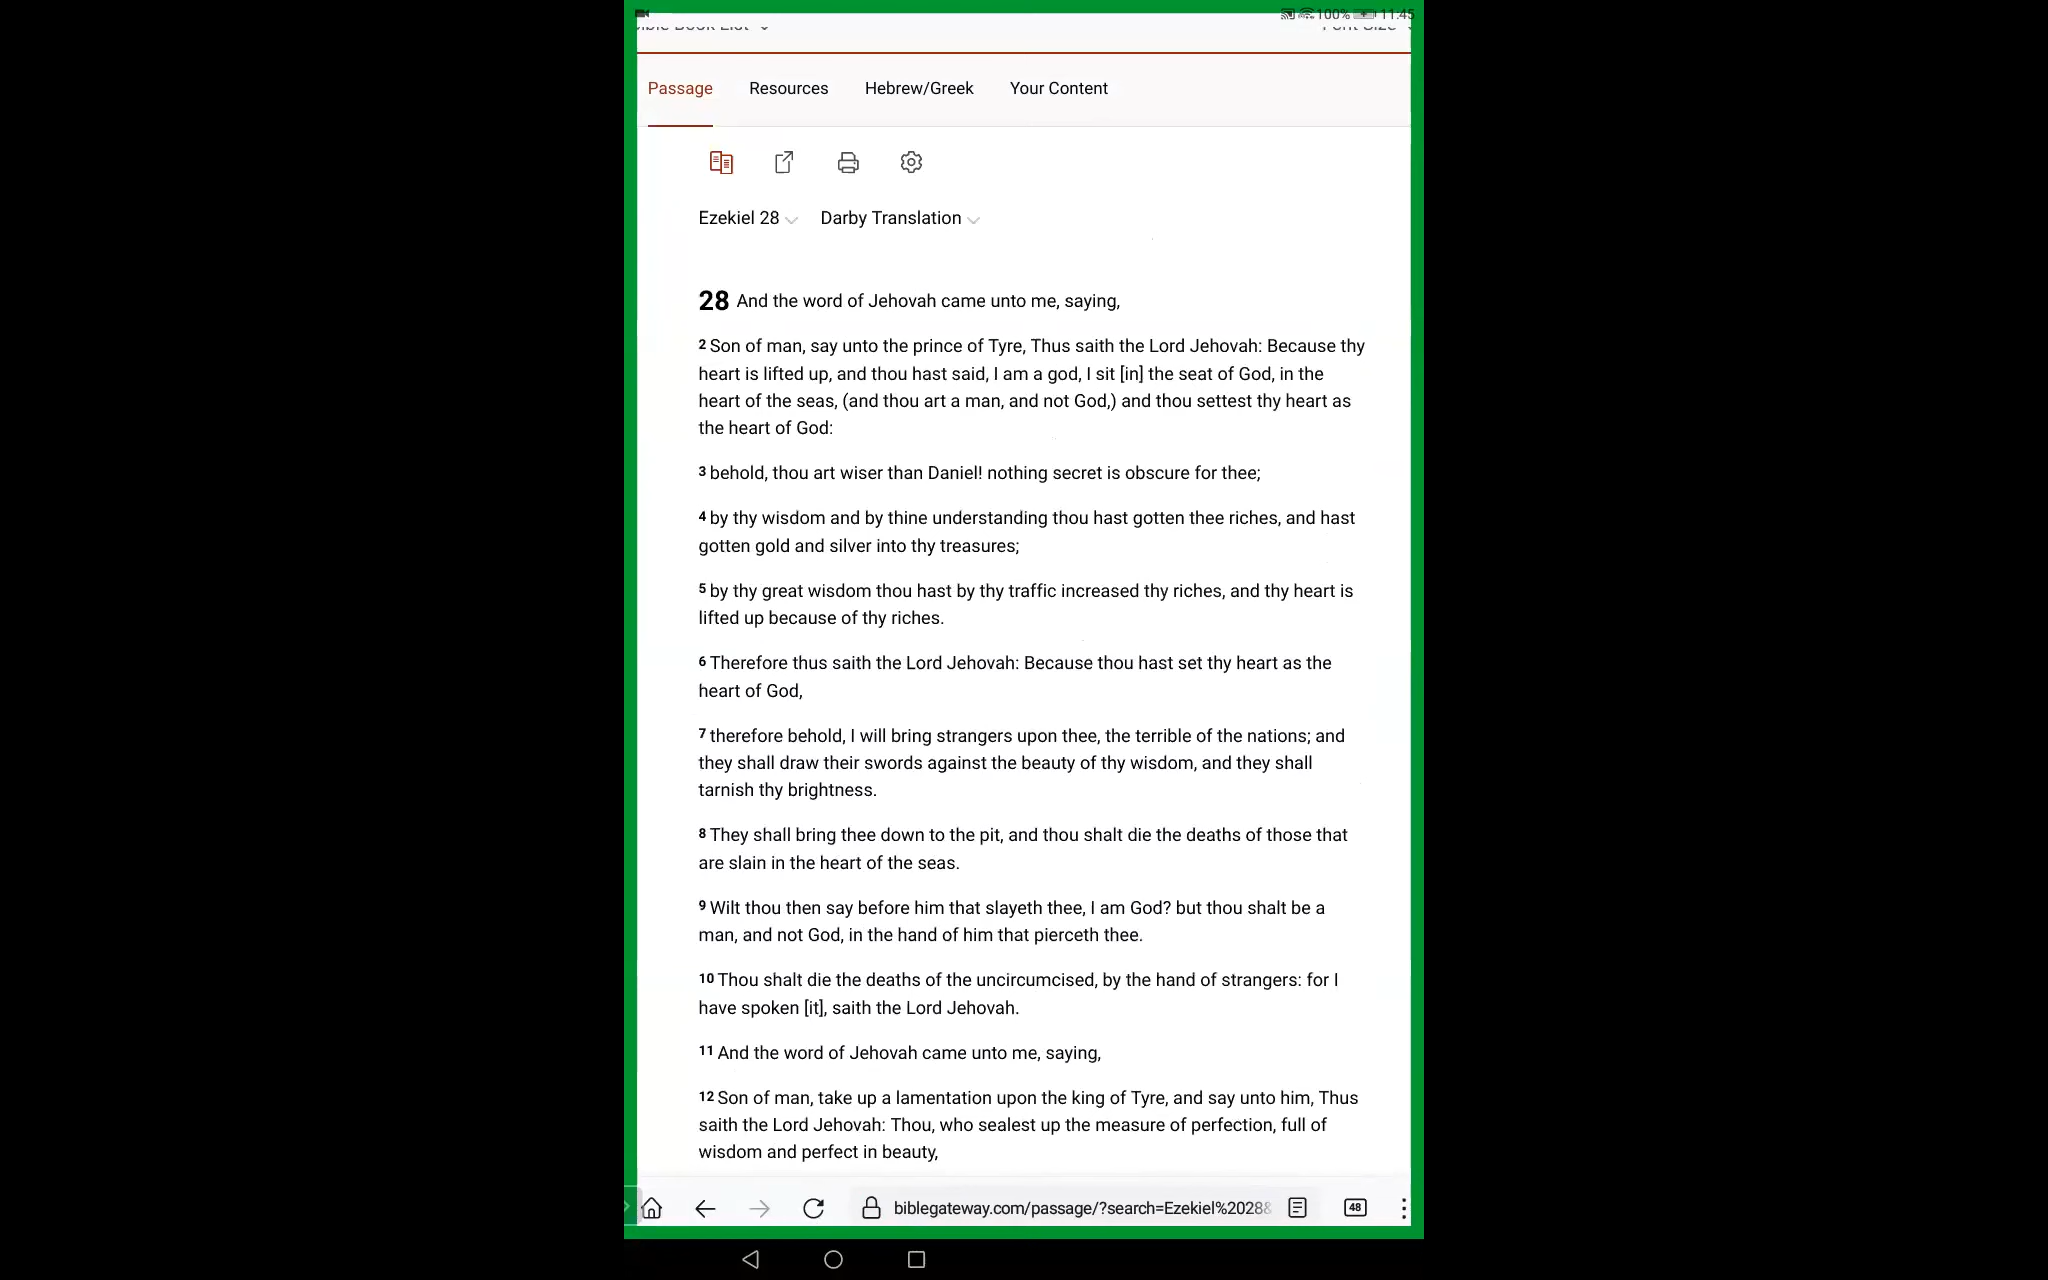 100% 11:45
Passage Resources Hebrew/Greek Your Content
Ezekiel 28 Darby Translation
28 And the word of Jehovah came unto me, saying,
2 Son of man, say unto the prince of Tyre, Thus saith the Lord Jehovah: Because thy
heart is lifted up, and thou hast said, I am a god, I sit [in] the seat of God, in the
heart of the seas, (and thou art a man, and not God,) and thou settest thy heart as
the heart of God:
3 behold, thou art wiser than Daniel! nothing secret is obscure for thee;
4 by thy wisdom and by thine understanding thou hast gotten thee riches, and hast
gotten gold and silver into thy treasures;
5 by thy great wisdom thou hast by thy traffic increased thy riches, and thy heart is
lifted up because of thy riches.
6 Therefore thus saith the Lord Jehovah: Because thou hast set thy heart as the
heart of God,
7 therefore behold, I will bring strangers upon thee, the terrible of the nations; and
they shall draw their swords against the beauty of thy wisdom, and they shall
tarnish thy brightness.
8 They shall bring thee down to the pit, and thou shalt die the deaths of those that
are slain in the heart of the seas.
9 Wilt thou then say before him that slayeth thee, I am God? but thou shalt be a
man, and not God, in the hand of him that pierceth thee.
10 Thou shalt die the deaths of the uncircumcised, by the hand of strangers: for I
have spoken [it], saith the Lord Jehovah.
11 And the word of Jehovah came unto me, saying,
12 Son of man, take up a lamentation upon the king of Tyre, and say unto him, Thus
saith the Lord Jehovah: Thou, who sealest up the measure of perfection, full of
wisdom and perfect in beauty,
biblegateway.com/passage/?search=Ezekiel%2028& 48